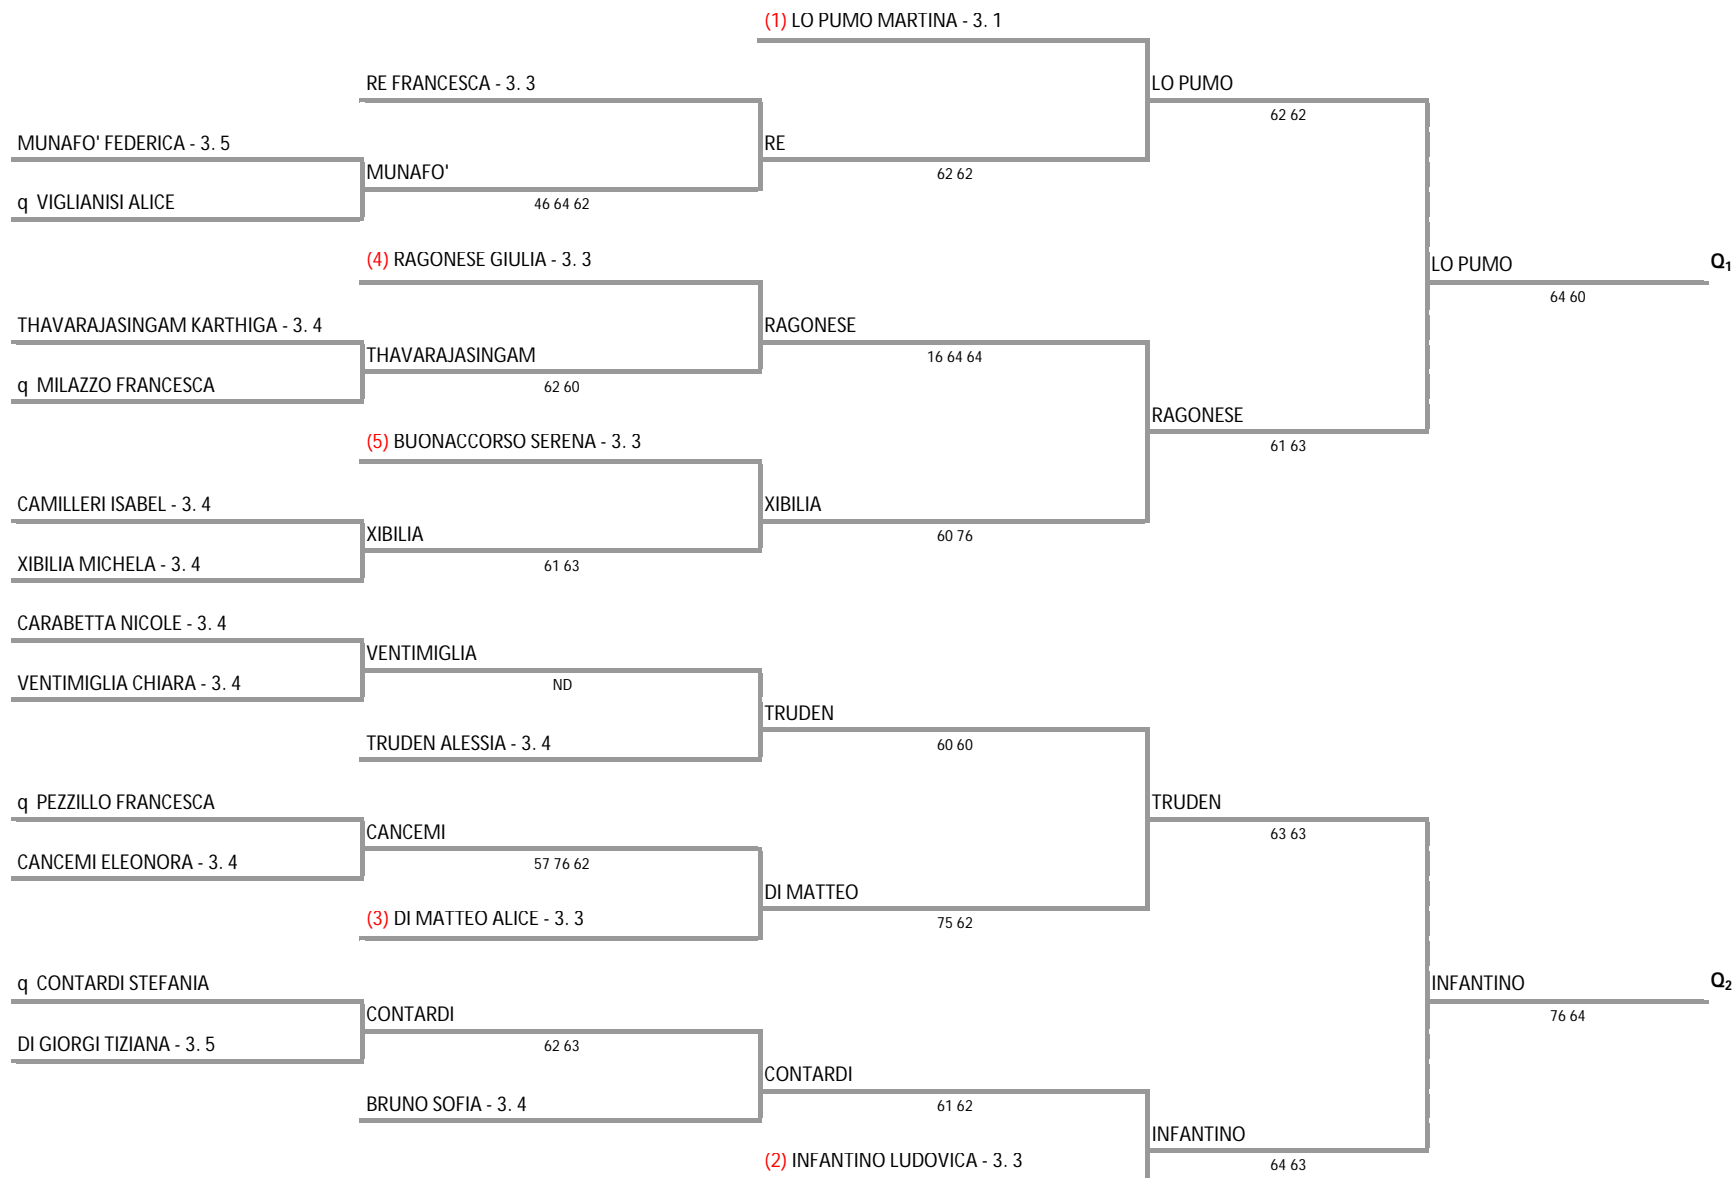 (1) LO PUMO MARTINA - 3. 1
RE FRANCESCA - 3. 3
LO PUMO
62 62
MUNAFO' FEDERICA - 3. 5
RE
MUNAFO'
62 62
q VIGLIANISI ALICE
46 64 62
(4) RAGONESE GIULIA - 3. 3
LO PUMO
Q1
64 60
THAVARAJASINGAM KARTHIGA - 3. 4
RAGONESE
THAVARAJASINGAM
16 64 64
q MILAZZO FRANCESCA
62 60
RAGONESE
(5) BUONACCORSO SERENA - 3. 3
61 63
CAMILLERI ISABEL - 3. 4
XIBILIA
XIBILIA
60 76
XIBILIA MICHELA - 3. 4
61 63
CARABETTA NICOLE - 3. 4
VENTIMIGLIA
VENTIMIGLIA CHIARA - 3. 4
ND
TRUDEN
TRUDEN ALESSIA - 3. 4
60 60
q PEZZILLO FRANCESCA
TRUDEN
CANCEMI
63 63
CANCEMI ELEONORA - 3. 4
57 76 62
DI MATTEO
(3) DI MATTEO ALICE - 3. 3
75 62
q CONTARDI STEFANIA
INFANTINO
Q2
CONTARDI
76 64
DI GIORGI TIZIANA - 3. 5
62 63
CONTARDI
BRUNO SOFIA - 3. 4
61 62
INFANTINO
(2) INFANTINO LUDOVICA - 3. 3
64 63